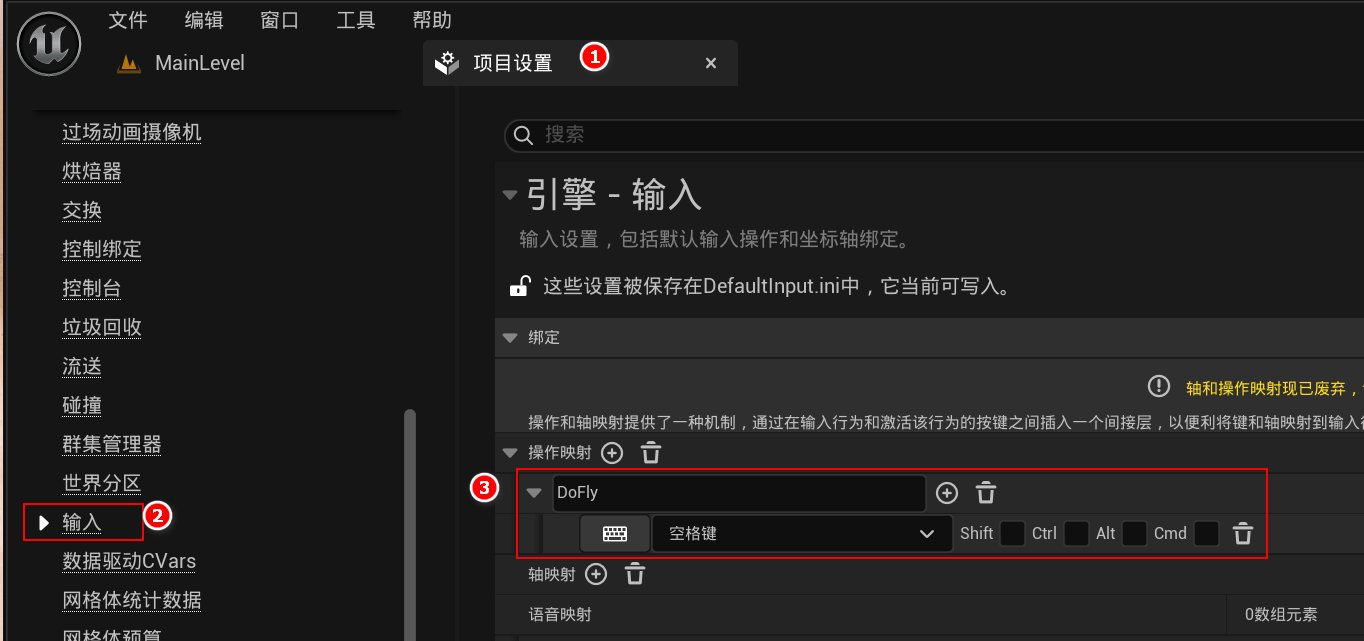 文件 编辑 窗口 工具 帮助
MainLevel
项目设置 1
过场动画摄像机
烘焙器
交换
控制绑定
控制台
垃圾回收
流送
碰撞
群集管理器
世界分区
输入 2
数据驱动CVars
网格体统计数据
网格体预算
搜索
引擎 - 输入
输入设置，包括默认输入操作和坐标轴绑定。
这些设置被保存在DefaultInput.ini中，它当前可写入。
绑定
轴和操作映射现已废弃，
操作和轴映射提供了一种机制，通过在输入行为和激活该行为的按键之间插入一个间接层，以便利将键和轴映射到输入行
操作映射
3 DoFly
空格键 Shift Ctrl Alt Cmd
轴映射
语音映射 0数组元素